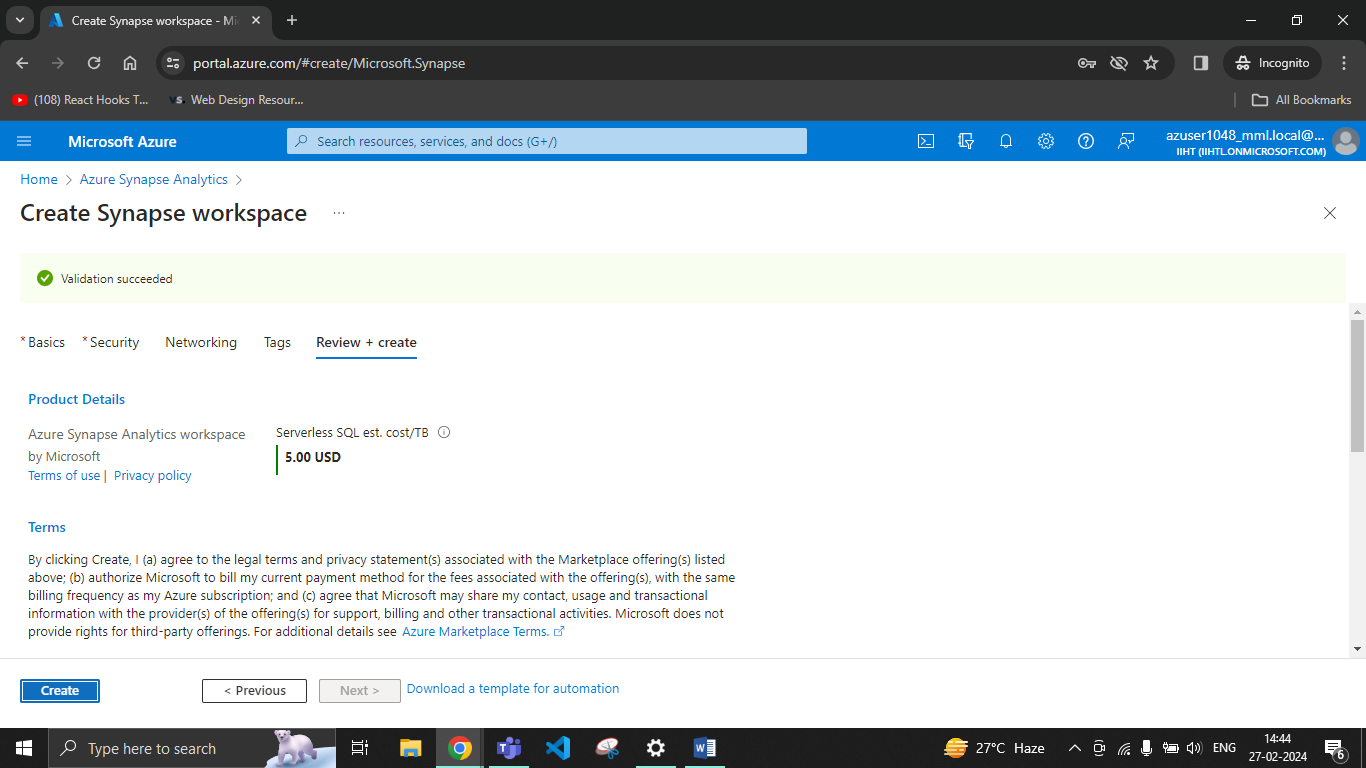 Create Synapse workspace - Mi
(108) React Hooks T...
portal.azure.com/#create/Microsoft.Synapse
Incognito
VS.
Web Design Resour...
All Bookmarks
Microsoft Azure
Search resources, services, and docs (G+/)
azuser1048_mml.local@...
IIHT (IIHTL.ONMICROSOFT.COM)
Home > Azure Synapse Analytics >
Create Synapse workspace ...
Validation succeeded
* Basics * Security Networking Tags Review + create
Product Details
Azure Synapse Analytics workspace
by Microsoft
Terms of use | Privacy policy
Serverless SQL est. cost/TB
5.00 USD
Terms
By clicking Create, I (a) agree to the legal terms and privacy statement(s) associated with the Marketplace offering(s) listed
above; (b) authorize Microsoft to bill my current payment method for the fees associated with the offering(s), with the same
billing frequency as my Azure subscription; and (c) agree that Microsoft may share my contact, usage and transactional
information with the provider(s) of the offering(s) for support, billing and other transactional activities. Microsoft does not
provide rights for third-party offerings. For additional details see Azure Marketplace Terms.
Create < Previous Next > Download a template for automation
Type here to search
27°C Haze
ENG
14:44
27-02-2024
6